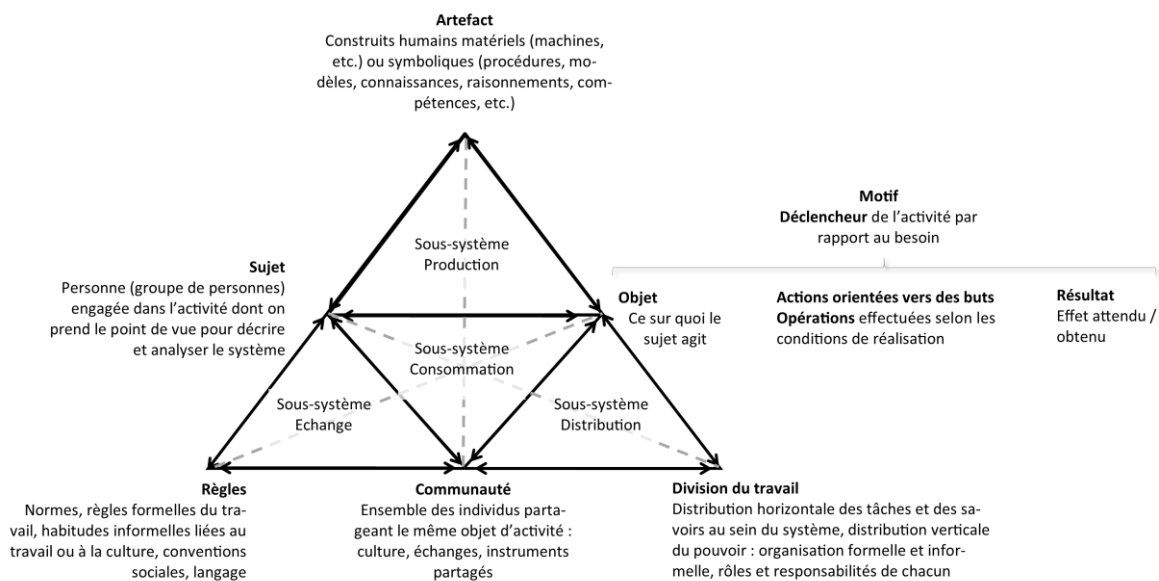 Artefact
Construits humains matériels (machines,
etc.) ou symboliques (procédures, mo-
dèles, connaissances, raisonnements, com-
pétences, etc.)
Motif
Déclencheur de l'activité par
rapport au besoin
Sous-système
Production
Sujet
Personne (groupe de personnes)
engagée dans l'activité dont on
prend le point de vue pour décrire
et analyser le système
Objet
Ce sur quoi le
sujet agit
Actions orientées vers des buts
Opérations effectuées selon les
conditions de réalisation
Résultat
Effet attendu /
obtenu
Sous-système
Consommation
Sous-système
Echange
Sous-système
Distribution
Règles
Normes, règles formelles du tra-
vail, habitudes informelles liées au
travail ou à la culture, conventions
sociales, langage
Communauté
Ensemble des individus parta-
geant le même objet d'activité :
culture, échanges, instruments
partagés
Division du travail
Distribution horizontale des tâches et des sa-
voirs au sein du système, distribution verticale
du pouvoir : organisation formelle et infor-
melle, rôles et responsabilités de chacun